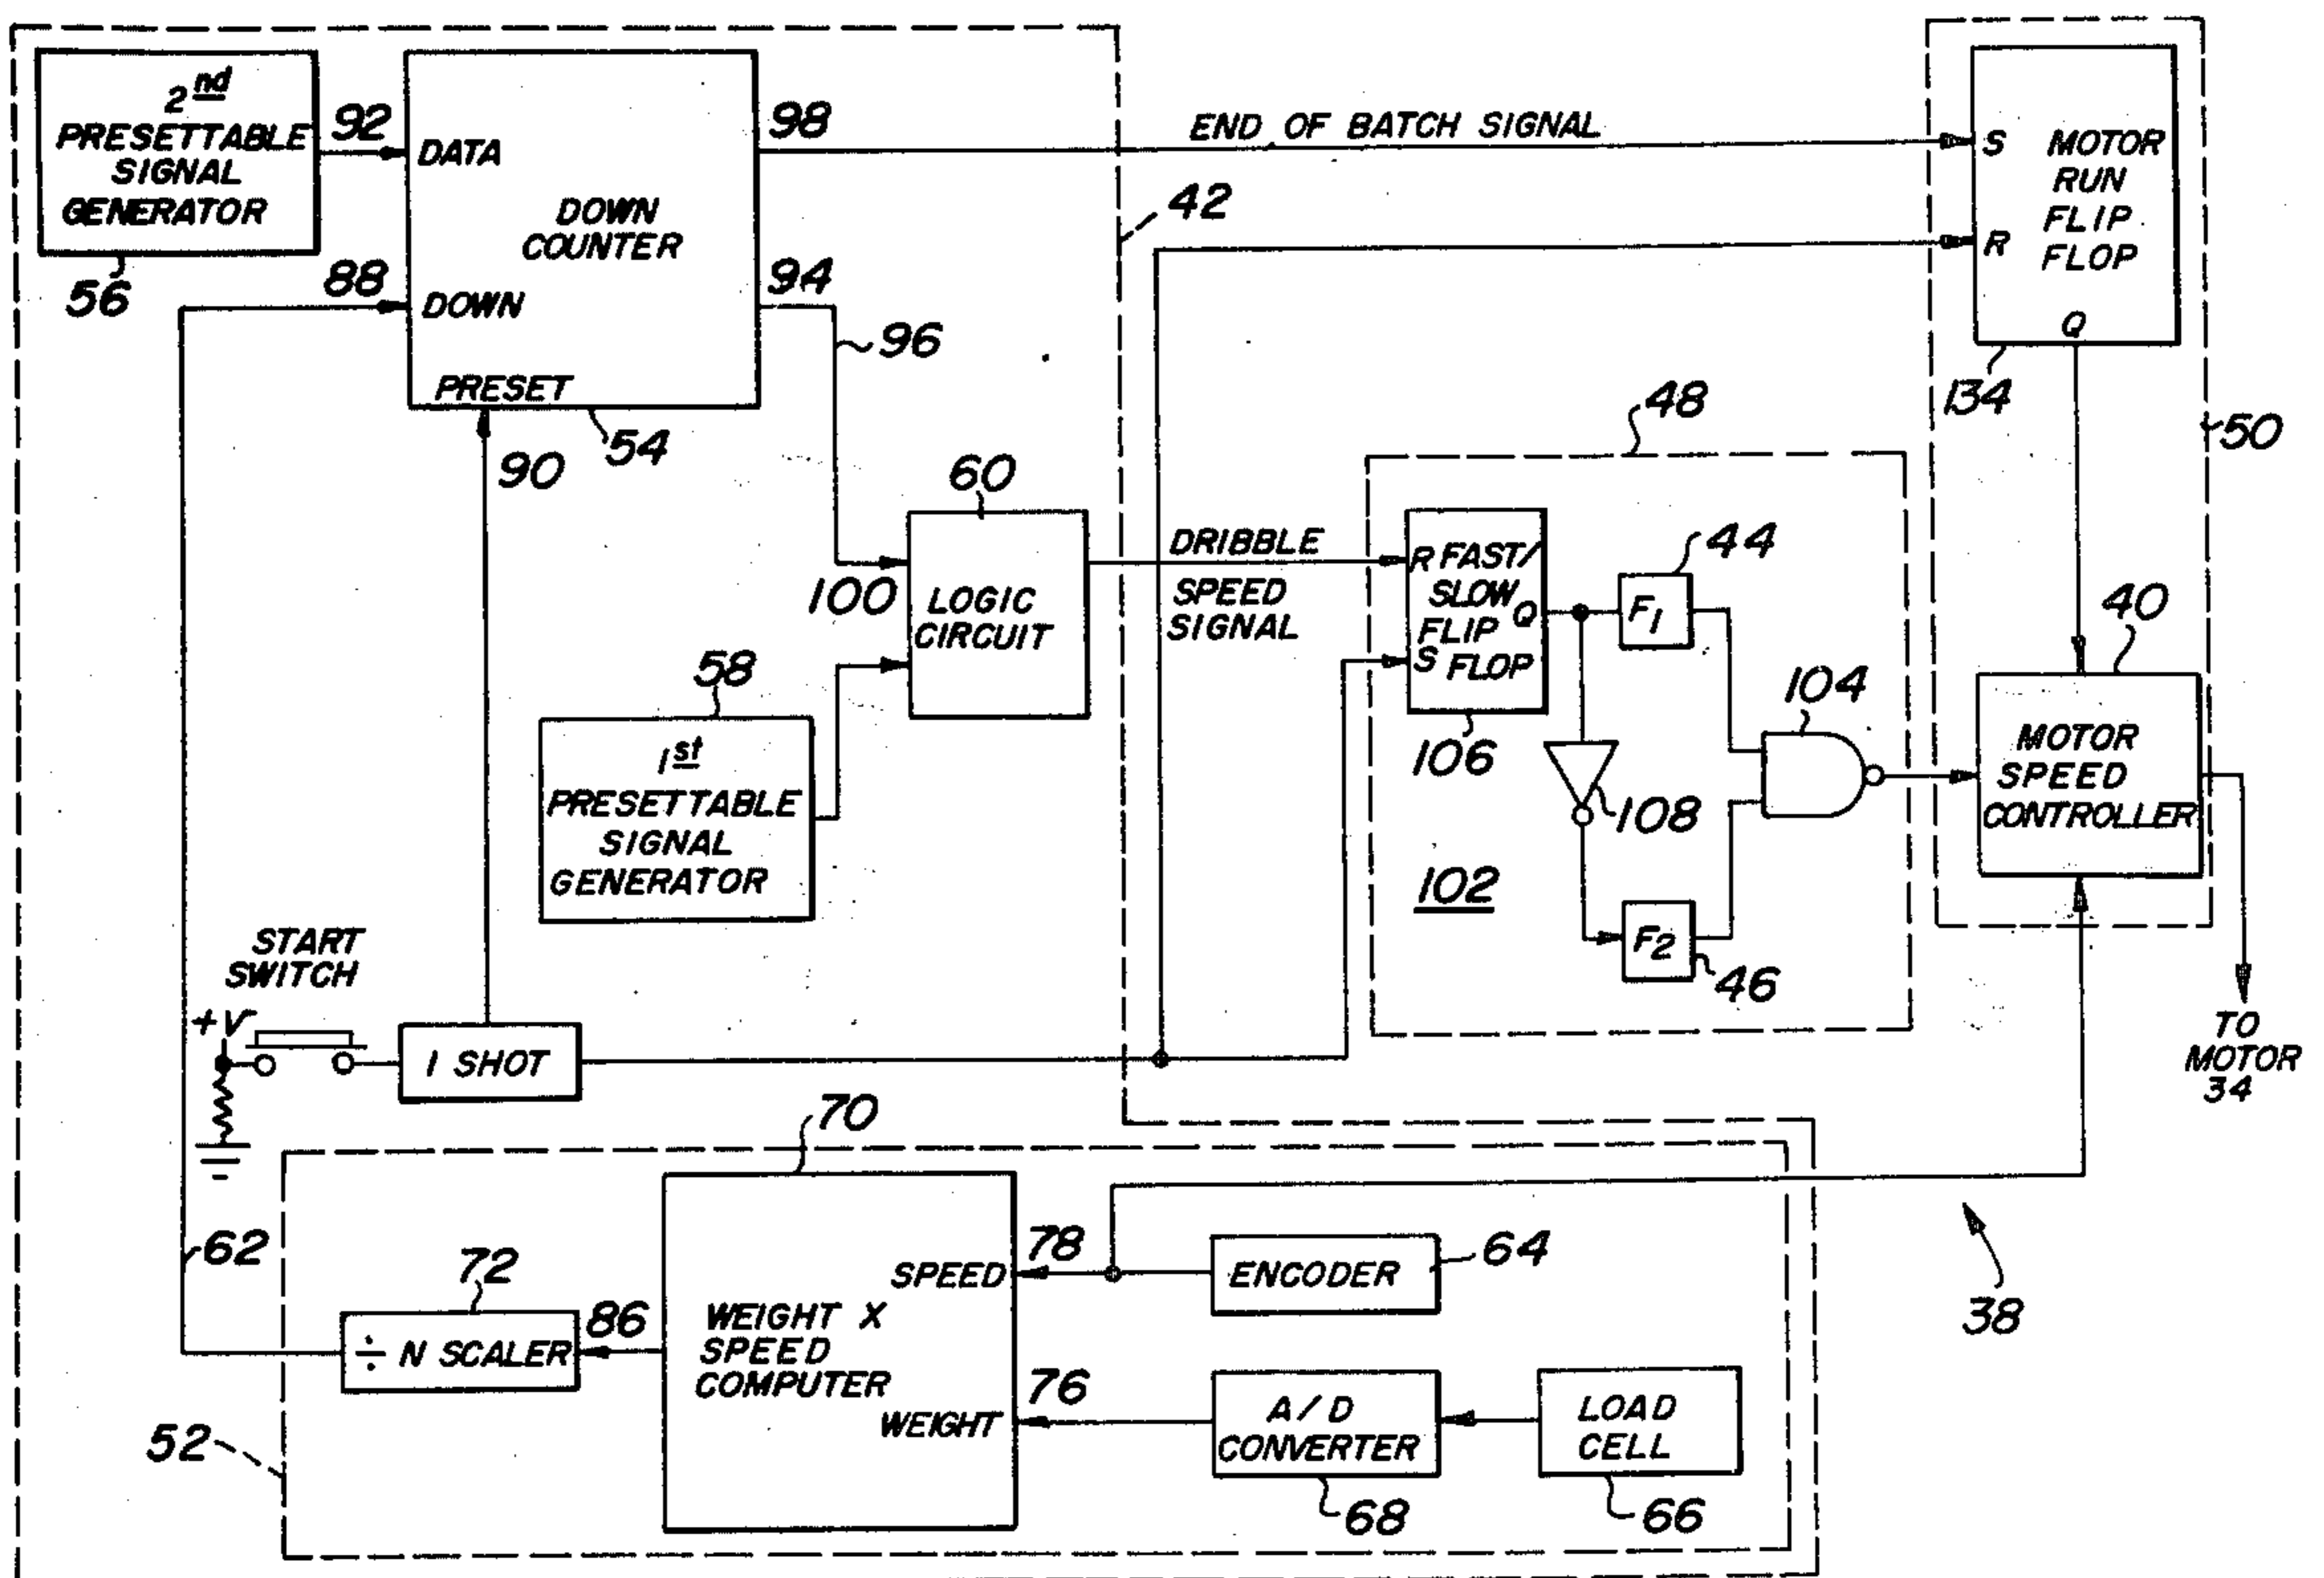 2nd
PRESETTABLE
SIGNAL
GENERATOR
56
92
DATA
DOWN
COUNTER
88
DOWN
PRESET
98
94
96
54
90
END OF BATCH SIGNAL
42
S
R
MOTOR
RUN
FLIP
FLOP
Q
134
50
60
LOGIC
CIRCUIT
100
58
1st
PRESETTABLE
SIGNAL
GENERATOR
DRIBBLE
SPEED
SIGNAL
48
R FAST/
SLOW
Q
FLIP
S FLOP
106
44
F1
108
102
F2
46
104
40
MOTOR
SPEED
CONTROLLER
TO
MOTOR
34
START
SWITCH
+V
1 SHOT
62
52
72
÷ N SCALER
86
70
WEIGHT X
SPEED
COMPUTER
SPEED
WEIGHT
78
76
ENCODER
64
A/D
CONVERTER
68
LOAD
CELL
66
38